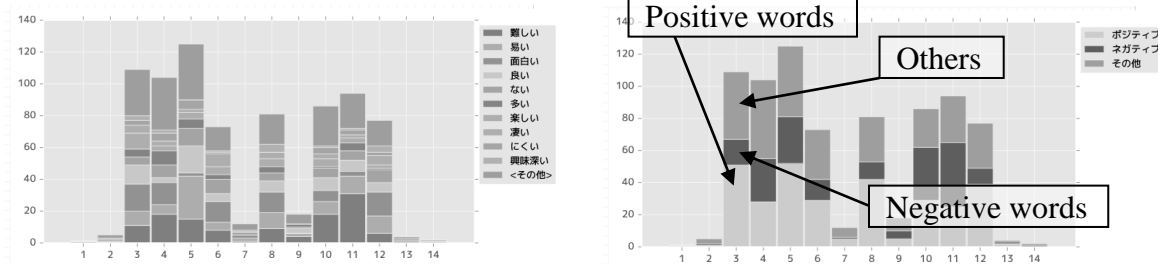 140
120
100
80
60
40
20
0
1 2 3 4 5 6 7 8 9 10 11 12 13 14
難しい
易い
面白い
良い
ない
多い
楽しい
凄い
にくい
興味深い
<その他>
Positive words
Others
Negative words
140
120
100
80
60
40
20
0
1 2 3 4 5 6 7 8 9 10 11 12 13 14
ポジティブ
ネガティブ
その他